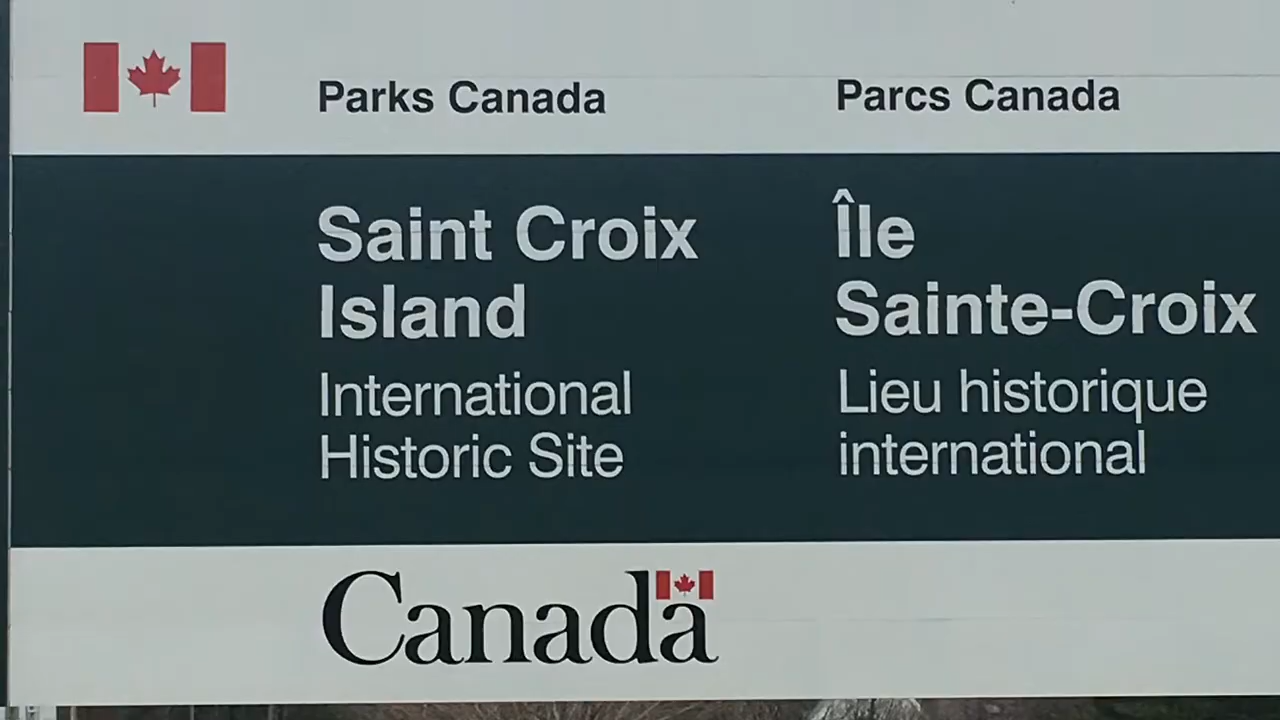 Parks Canada
Parcs Canada
Saint Croix
Island
International
Historic Site
Île
Sainte-Croix
Lieu historique
international
Canada